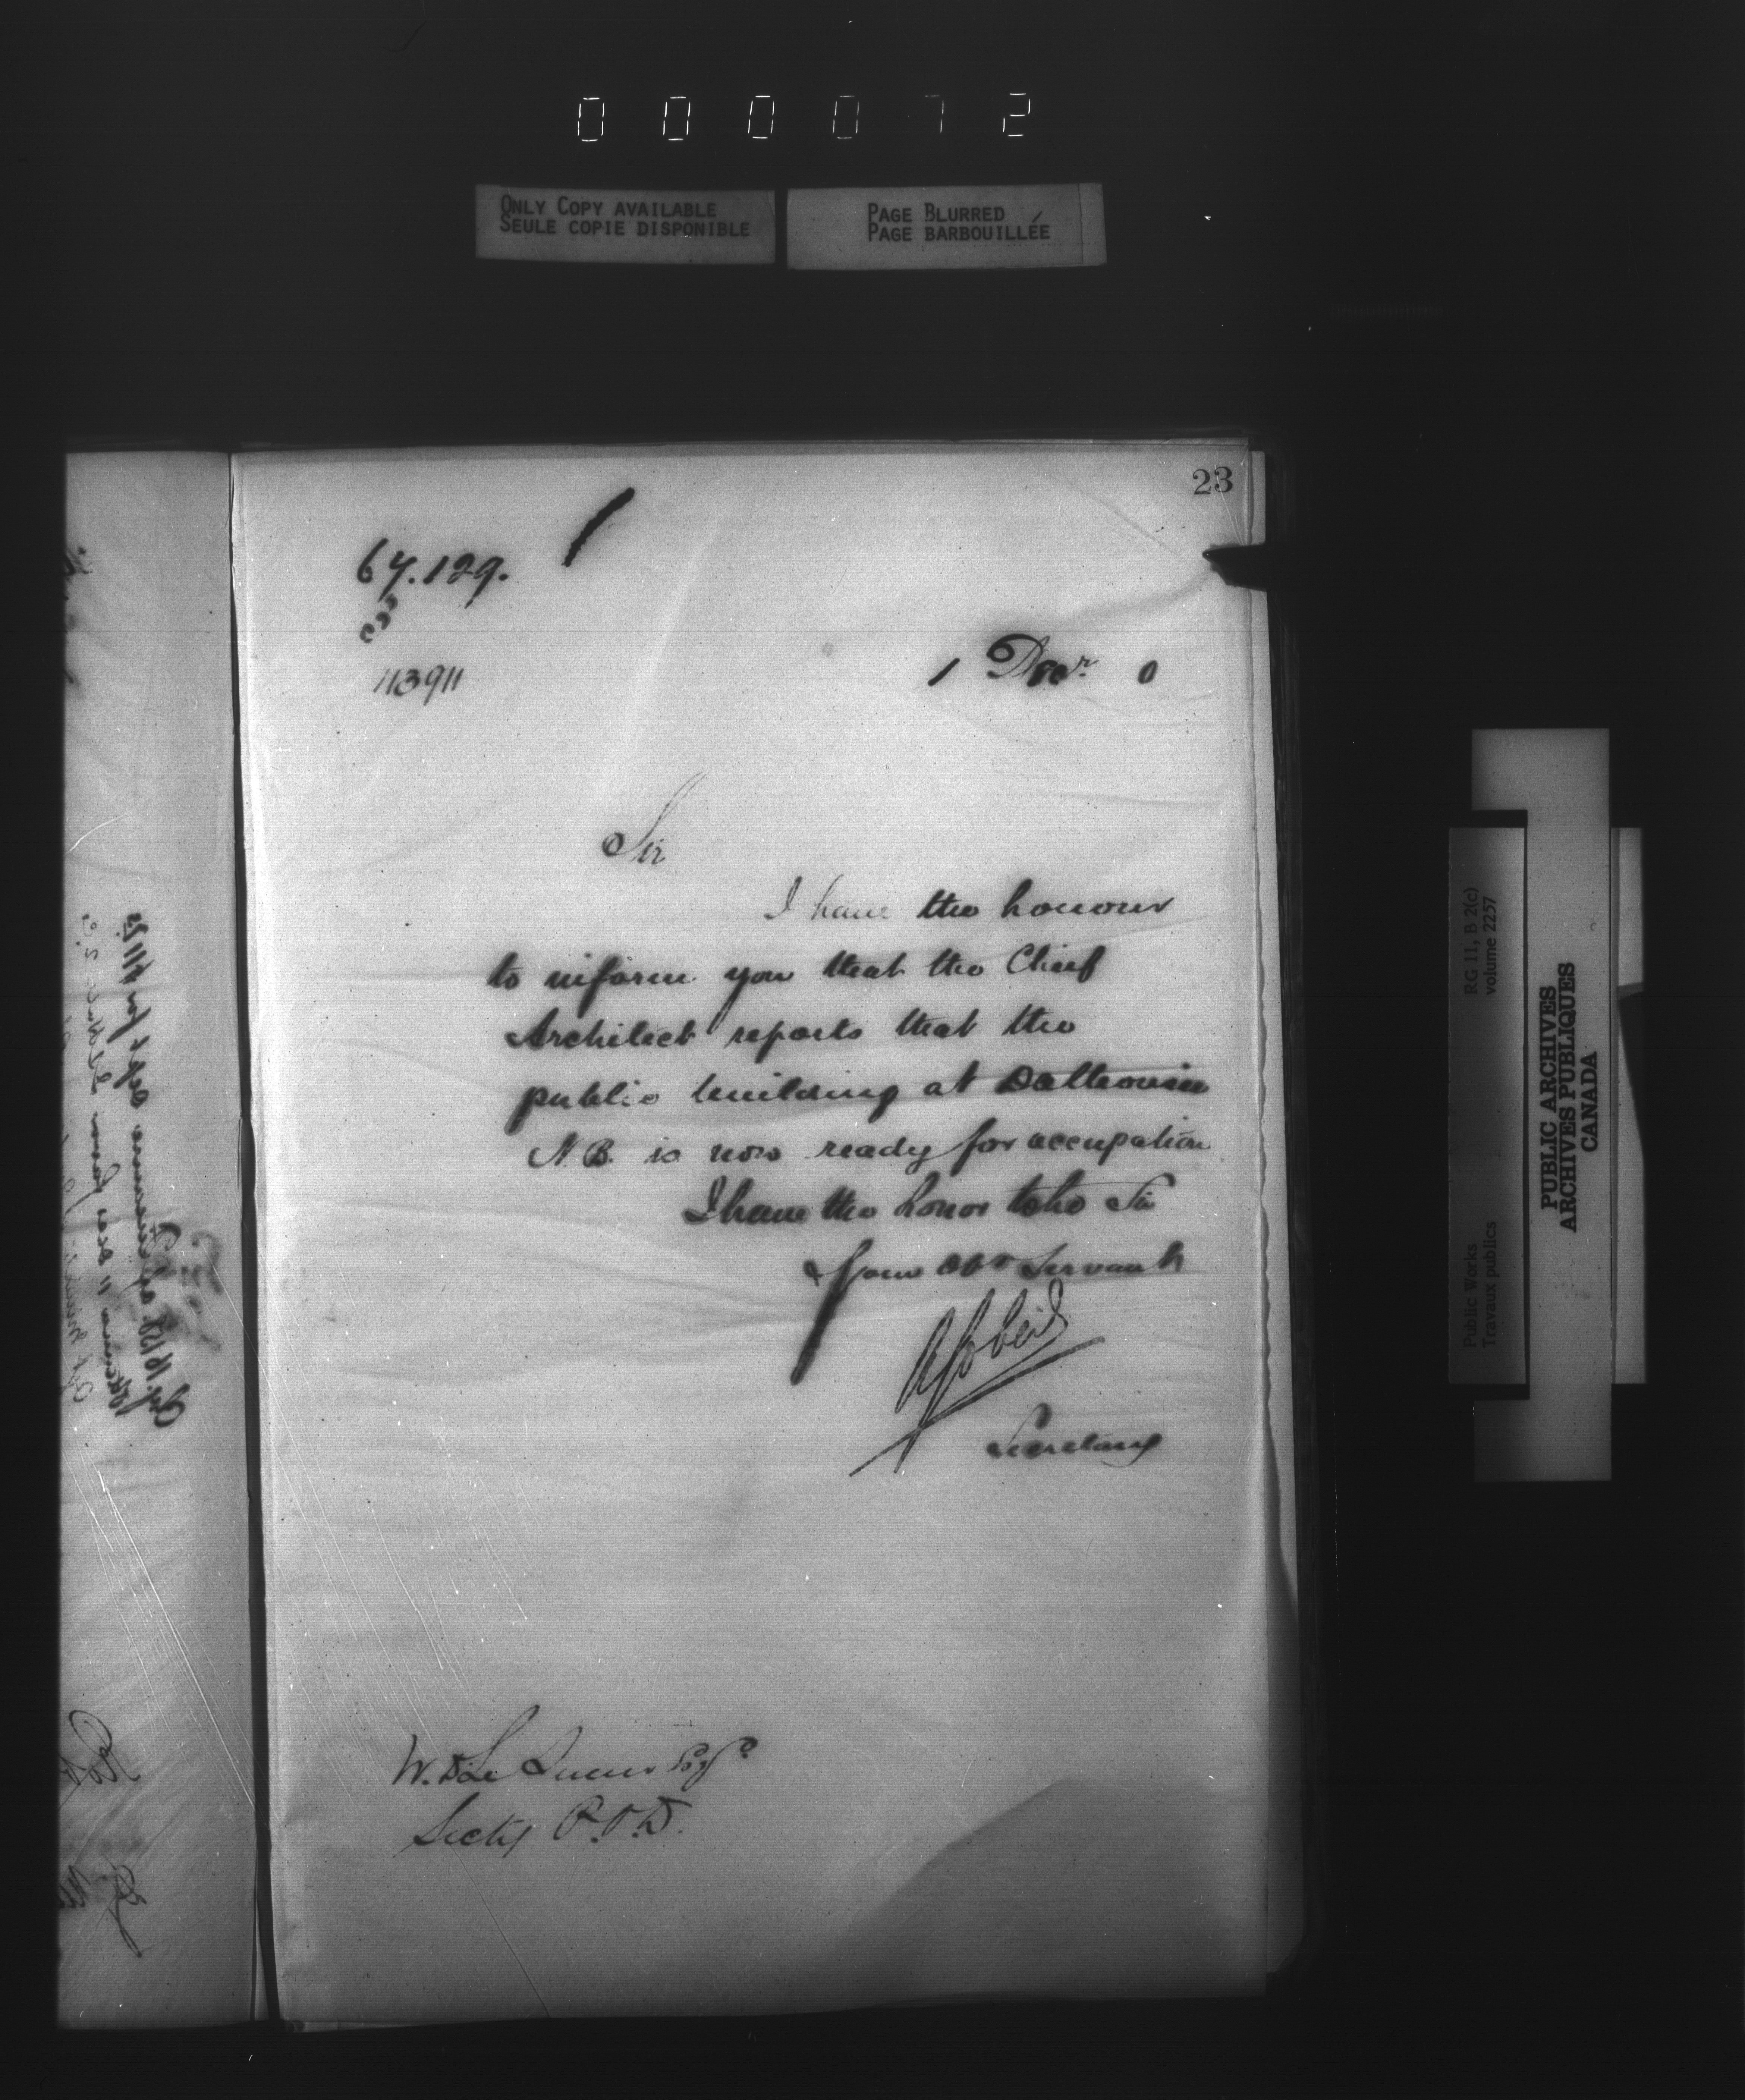 000072
ONLY COPY AVAILABLE
SEULE COPIE DISPONIBLE
PAGE BLURRED
PAGE BARBOUILLÉE
23
67.129.
113911
1 Decr. 0
Sir
I have the honour
to inform you that the Chief
Architect reports that the
public building at Dalhousie
N.B. is now ready for occupation
I have the honor to be Sir
Your Obt Servant
Secretary
W. D. Le Sueur Esqr
Secty P.O.D.
RG 11, B 2(c)
volume 2257
Public Works
Travaux publics
PUBLIC ARCHIVES
ARCHIVES PUBLIQUES
CANADA